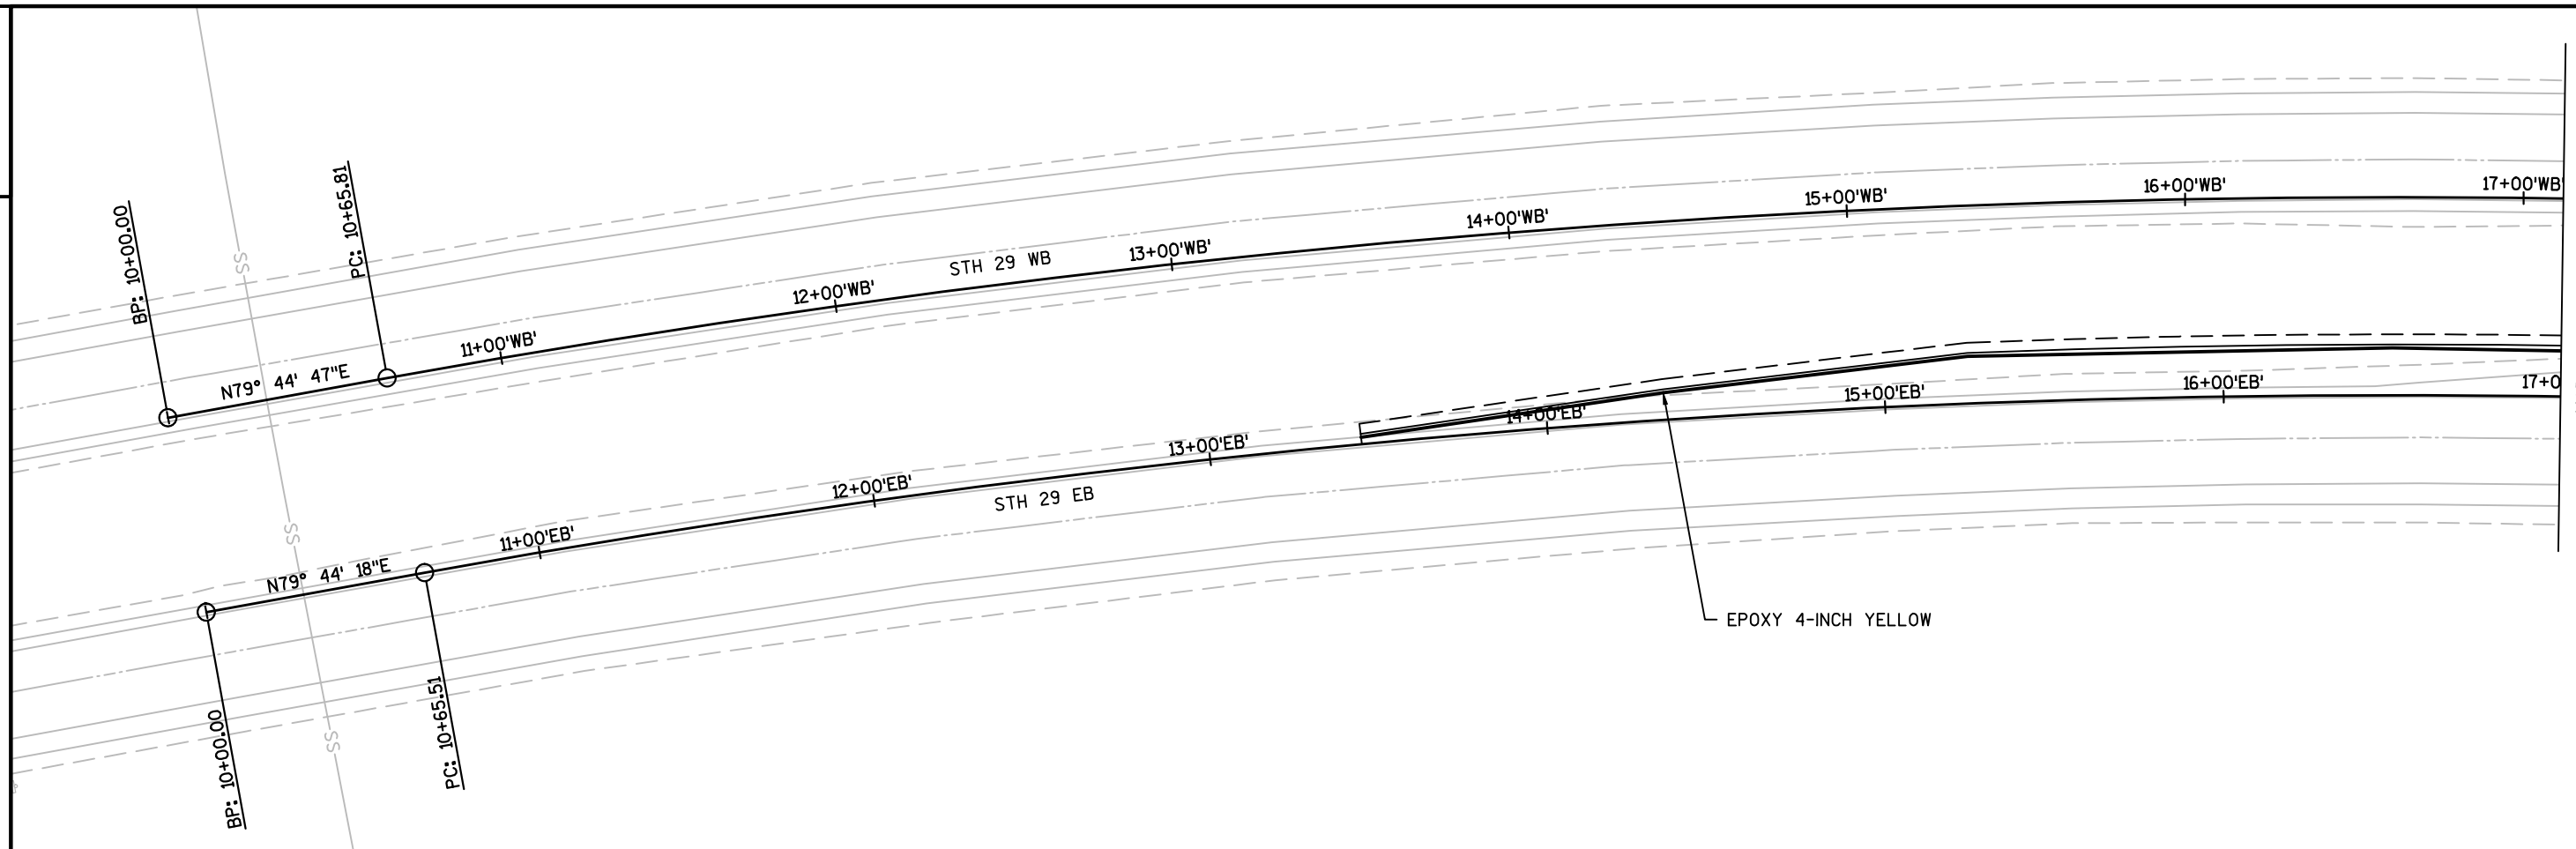 BP: 10+00.00
PC: 10+65.81
N79° 44' 47"E
11+00'WB'
12+00'WB'
STH 29 WB
13+00'WB'
14+00'WB'
15+00'WB'
16+00'WB'
17+00'WB'
SS
SS
SS
BP: 10+00.00
PC: 10+65.51
N79° 44' 18"E
11+00'EB'
12+00'EB'
STH 29 EB
13+00'EB'
14+00'EB'
15+00'EB'
16+00'EB'
17+0
EPOXY 4-INCH YELLOW